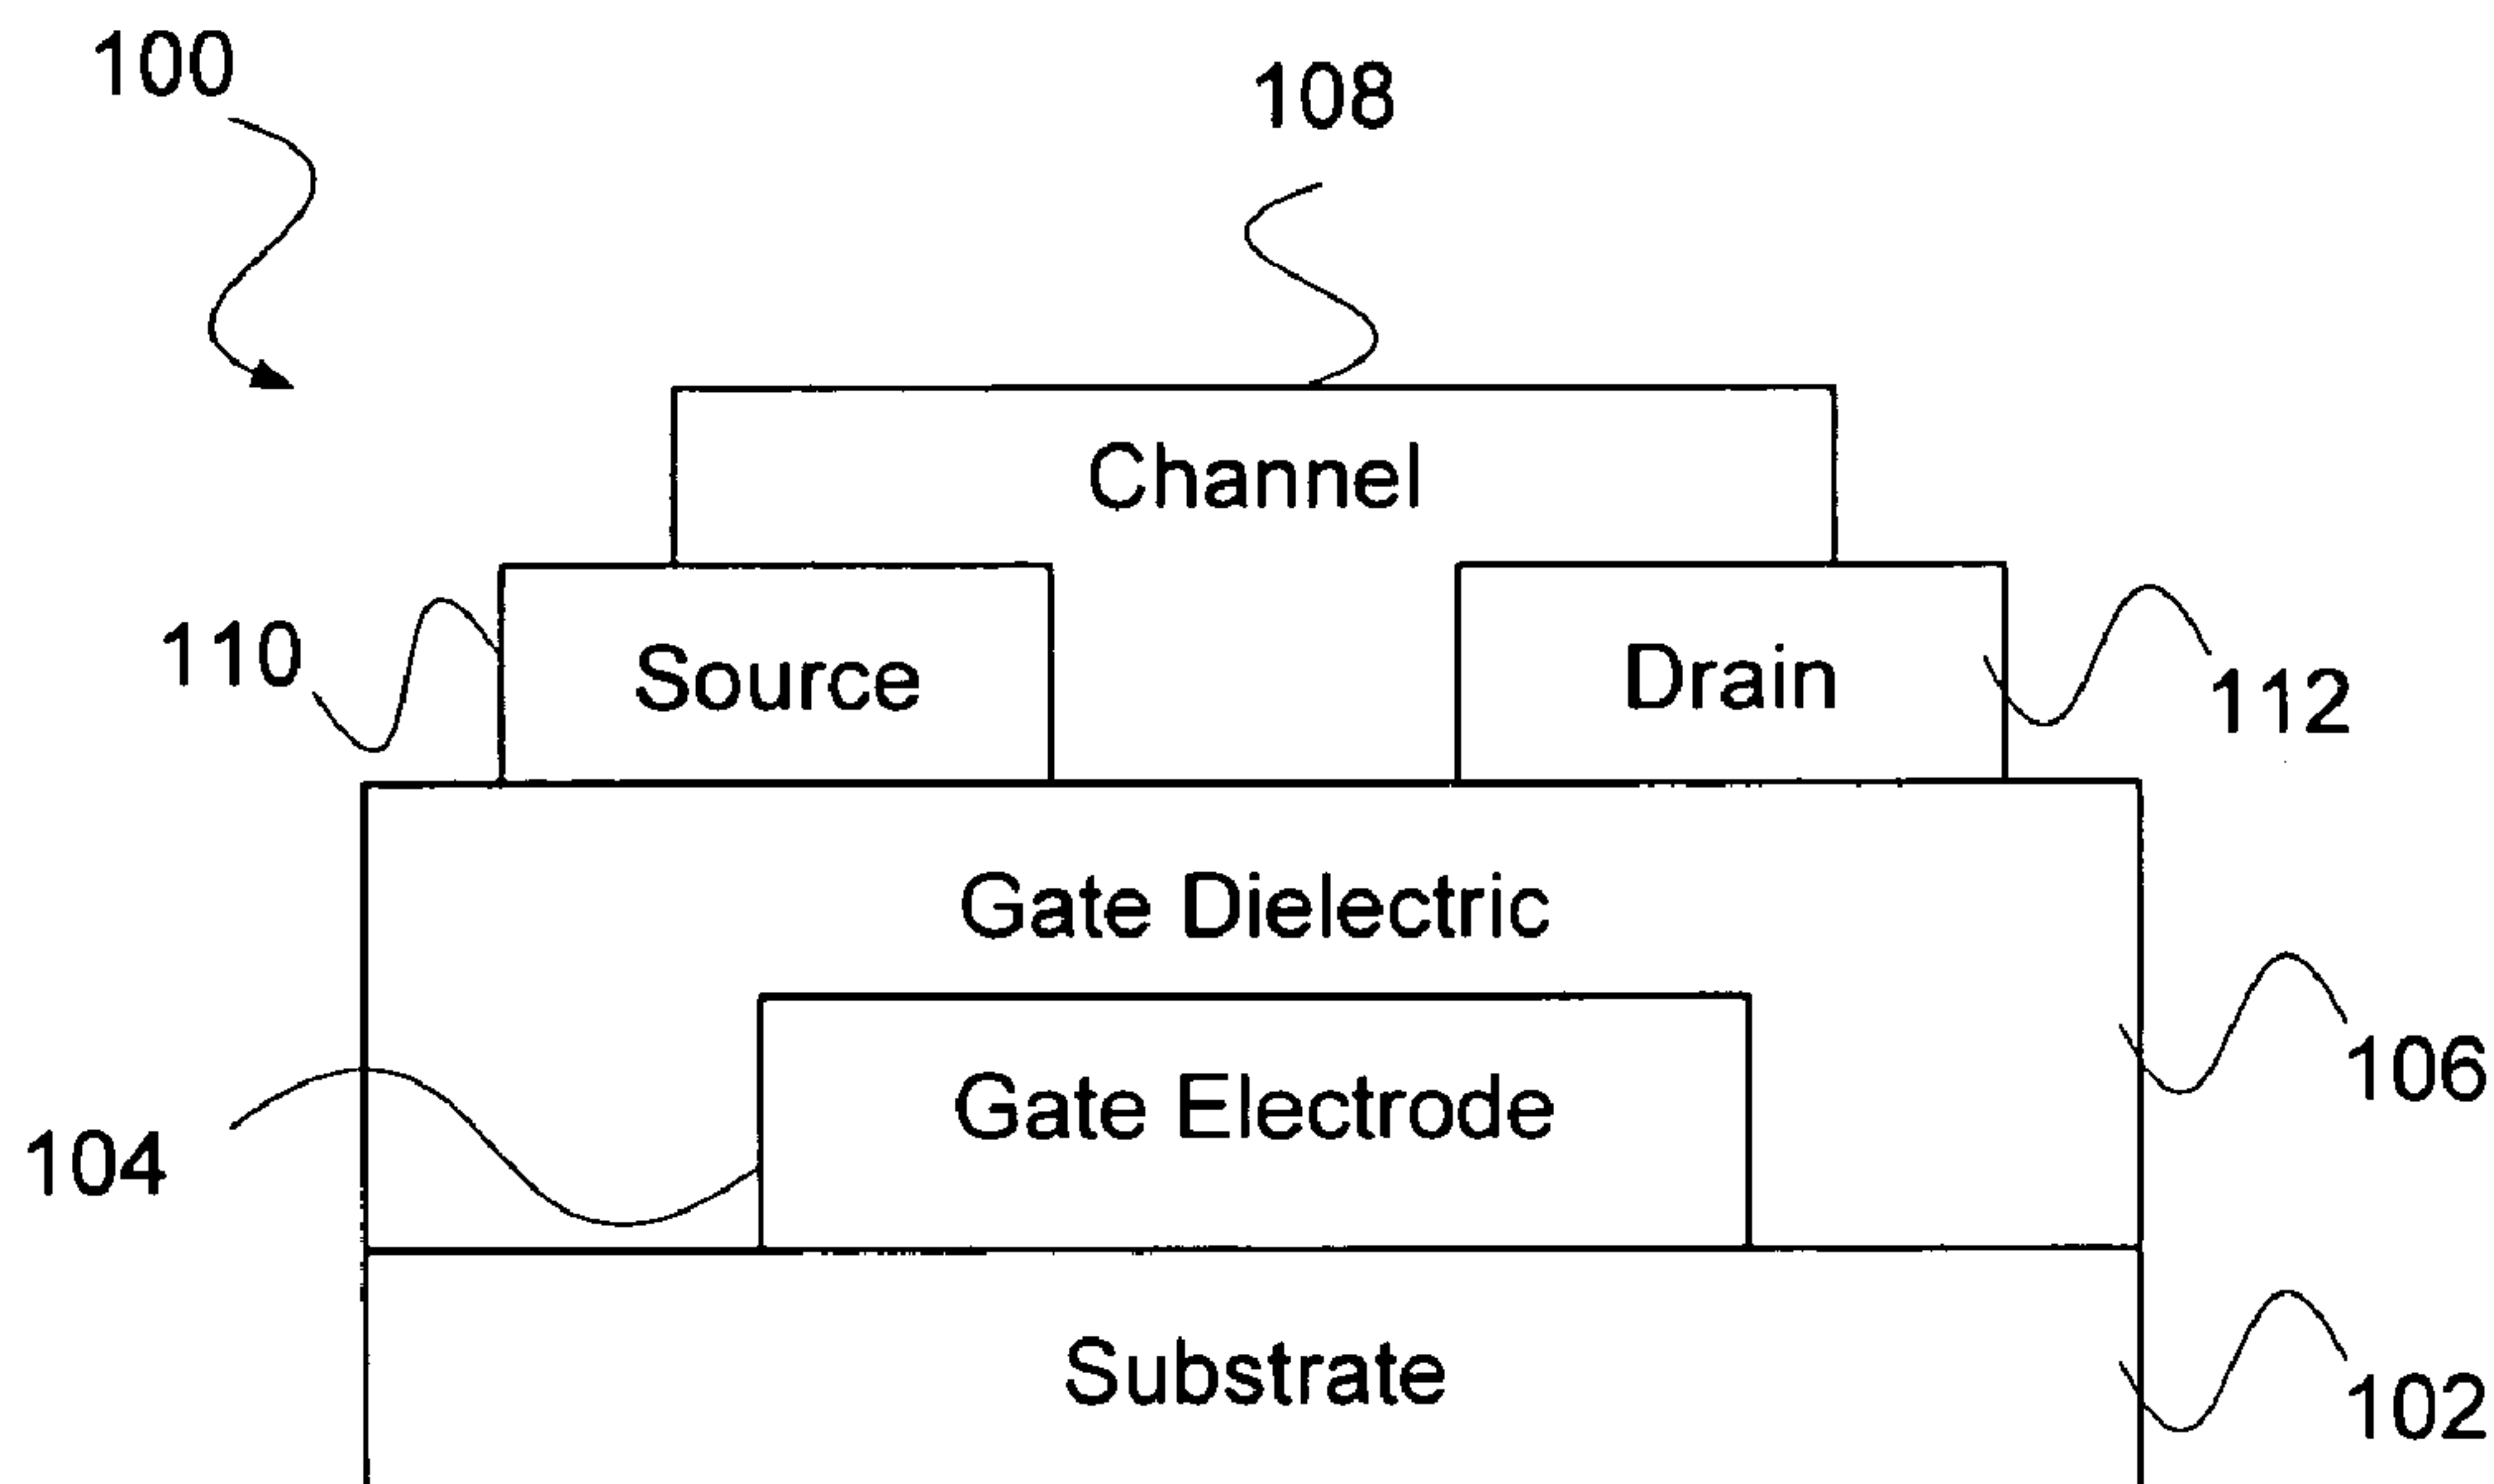 100
108
Channel
110
Source
Drain
112
Gate Dielectric
106
Gate Electrode
104
Substrate
102